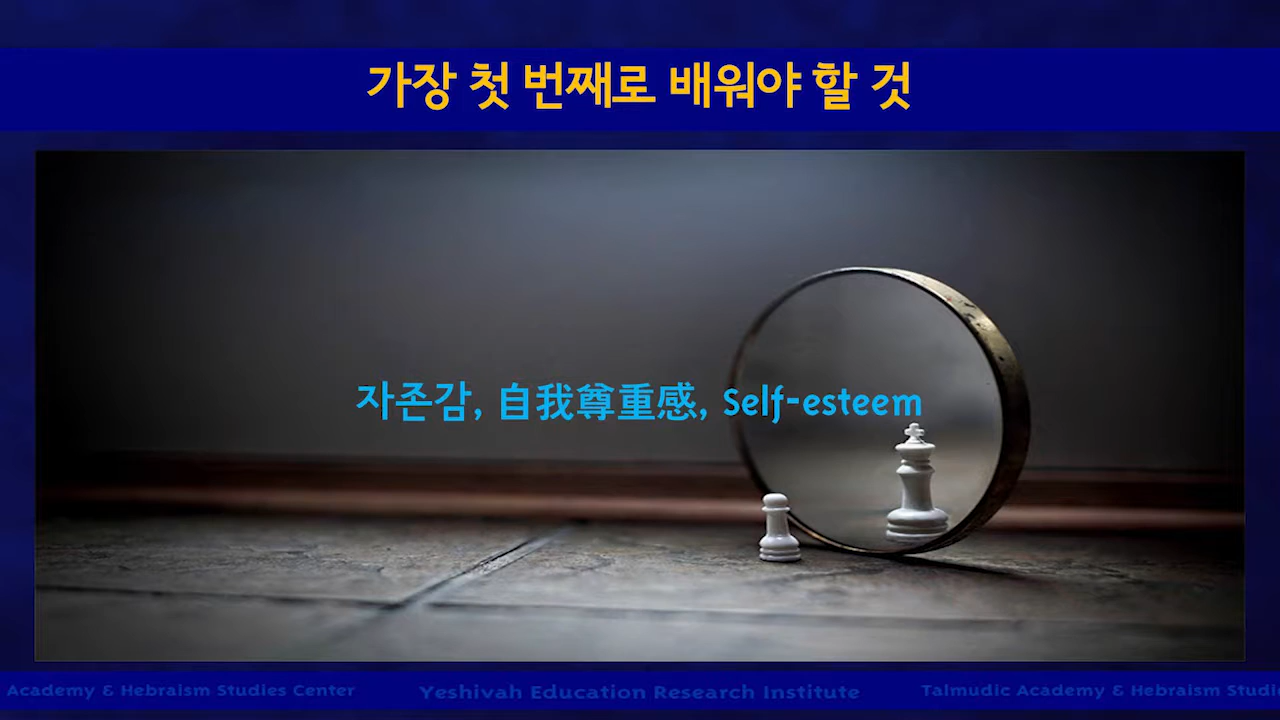 가장 첫 번째로 배워야 할 것
자존감, 自我尊重感, Self-esteem
Academy & Hebraism Studies Center Yeshivah Education Research Institute Talmudic Academy & Hebraism